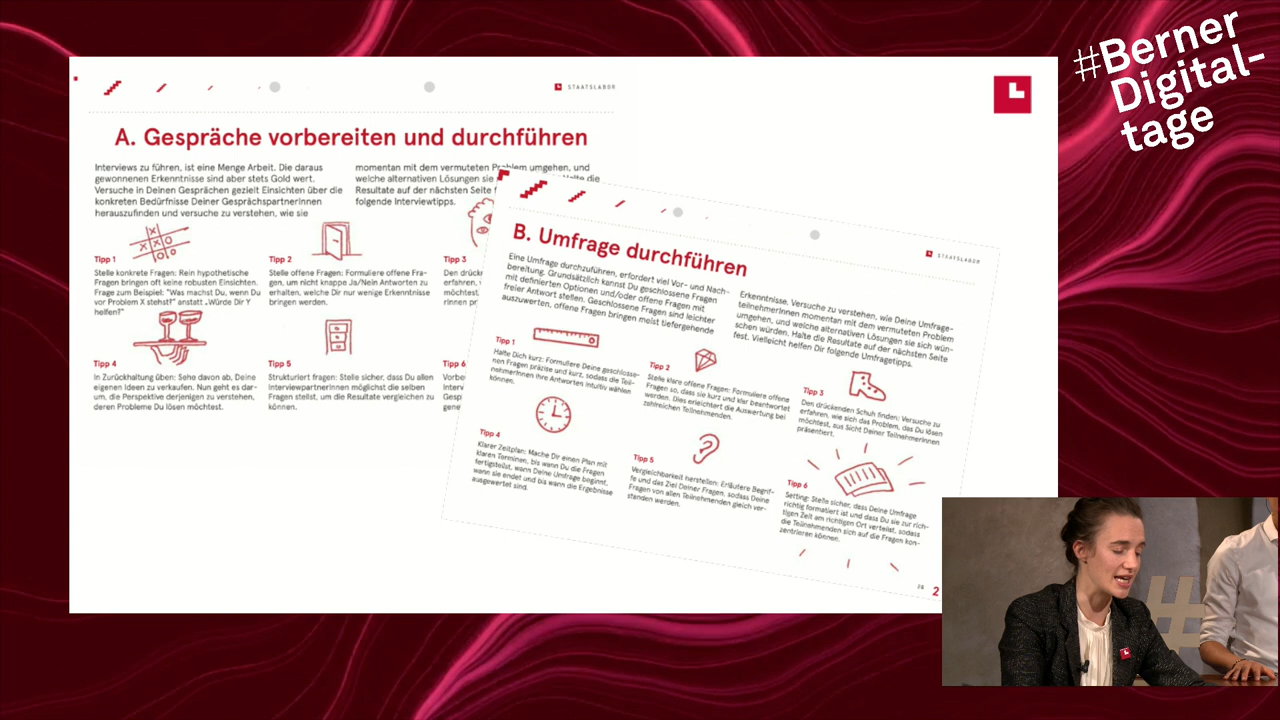 #Berner
Digital-
tage
STAATSLABOR
A. Gespräche vorbereiten und durchführen
Interviews zu führen, ist eine Menge Arbeit. Die daraus
gewonnenen Erkenntnisse sind aber stets Gold wert.
Versuche in Deinen Gesprächen gezielt Einsichten über die
konkreten Bedürfnisse Deiner GesprächspartnerInnen
herauszufinden und versuche zu verstehen, wie sie
momentan mit dem vermuteten Problem umgehen, und
welche alternativen Lösungen sie
Resultate auf der nächsten Seite
folgende Interviewtipps.
Tipp 1
Stelle konkrete Fragen: Rein hypothetische
Fragen bringen oft keine robusten Einsichten.
Frage zum Beispiel: "Was machst Du, wenn Du
vor Problem X stehst?" anstatt „Würde Dir Y
helfen?"
Tipp 2
Stelle offene Fragen: Formuliere offene Fra-
gen, um nicht knappe Ja/Nein Antworten zu
erhalten, welche Dir nur wenige Erkenntnisse
bringen werden.
Tipp 3
Den drück
erfahren,
möchtest,
rInnen pr
Tipp 4
In Zurückhaltung üben: Sehe davon ab, Deine
eigenen Ideen zu verkaufen. Nun geht es dar-
um, die Perspektive derjenigen zu verstehen,
deren Probleme Du lösen möchtest.
Tipp 5
Strukturiert fragen: Stelle sicher, dass Du allen
InterviewpartnerInnen möglichst die selben
Fragen stellst, um die Resultate vergleichen zu
können.
Tipp 6
Vorbe
Interv
Gesp
gene
STAATSLABOR
B. Umfrage durchführen
Eine Umfrage durchzuführen, erfordert viel Vor- und Nach-
bereitung. Grundsätzlich kannst Du geschlossene Fragen
mit definierten Optionen und/oder offene Fragen mit
freier Antwort stellen. Geschlossene Fragen sind leichter
auszuwerten, offene Fragen bringen meist tiefergehende
Erkenntnisse. Versuche zu verstehen, wie Deine Umfrage-
teilnehmerInnen momentan mit dem vermuteten Problem
umgehen, und welche alternativen Lösungen sie sich wün-
schen würden. Halte die Resultate auf der nächsten Seite
fest. Vielleicht helfen Dir folgende Umfragetipps.
Tipp 1
Halte Dich kurz: Formuliere Deine geschlosse-
nen Fragen präzise und kurz, sodass die Teil-
nehmerInnen ihre Antworten intuitiv wählen
können.
Tipp 2
Stelle klare offene Fragen: Formuliere offene
Fragen so, dass sie kurz und klar beantwortet
werden. Dies erleichtert die Auswertung bei
zahlreichen Teilnehmenden.
Tipp 3
Den drückenden Schuh finden: Versuche zu
erfahren, wie sich das Problem, das Du lösen
möchtest, aus Sicht Deiner TeilnehmerInnen
präsentiert.
Tipp 4
Klarer Zeitplan: Mache Dir einen Plan mit
klaren Terminen, bis wann Du die Fragen
fertigstellst, wann Deine Umfrage beginnt,
wann sie endet und bis wann die Ergebnisse
ausgewertet sind.
Tipp 5
Vergleichbarkeit herstellen: Erläutere Begrif-
fe und das Ziel Deiner Fragen, sodass Deine
Fragen von allen Teilnehmenden gleich ver-
standen werden.
Tipp 6
Setting: Stelle sicher, dass Deine Umfrage
richtig formatiert ist und dass Du sie zur rich-
tigen Zeit am richtigen Ort verteilst, sodass
die Teilnehmenden sich auf die Fragen kon-
zentrieren können.
2
#